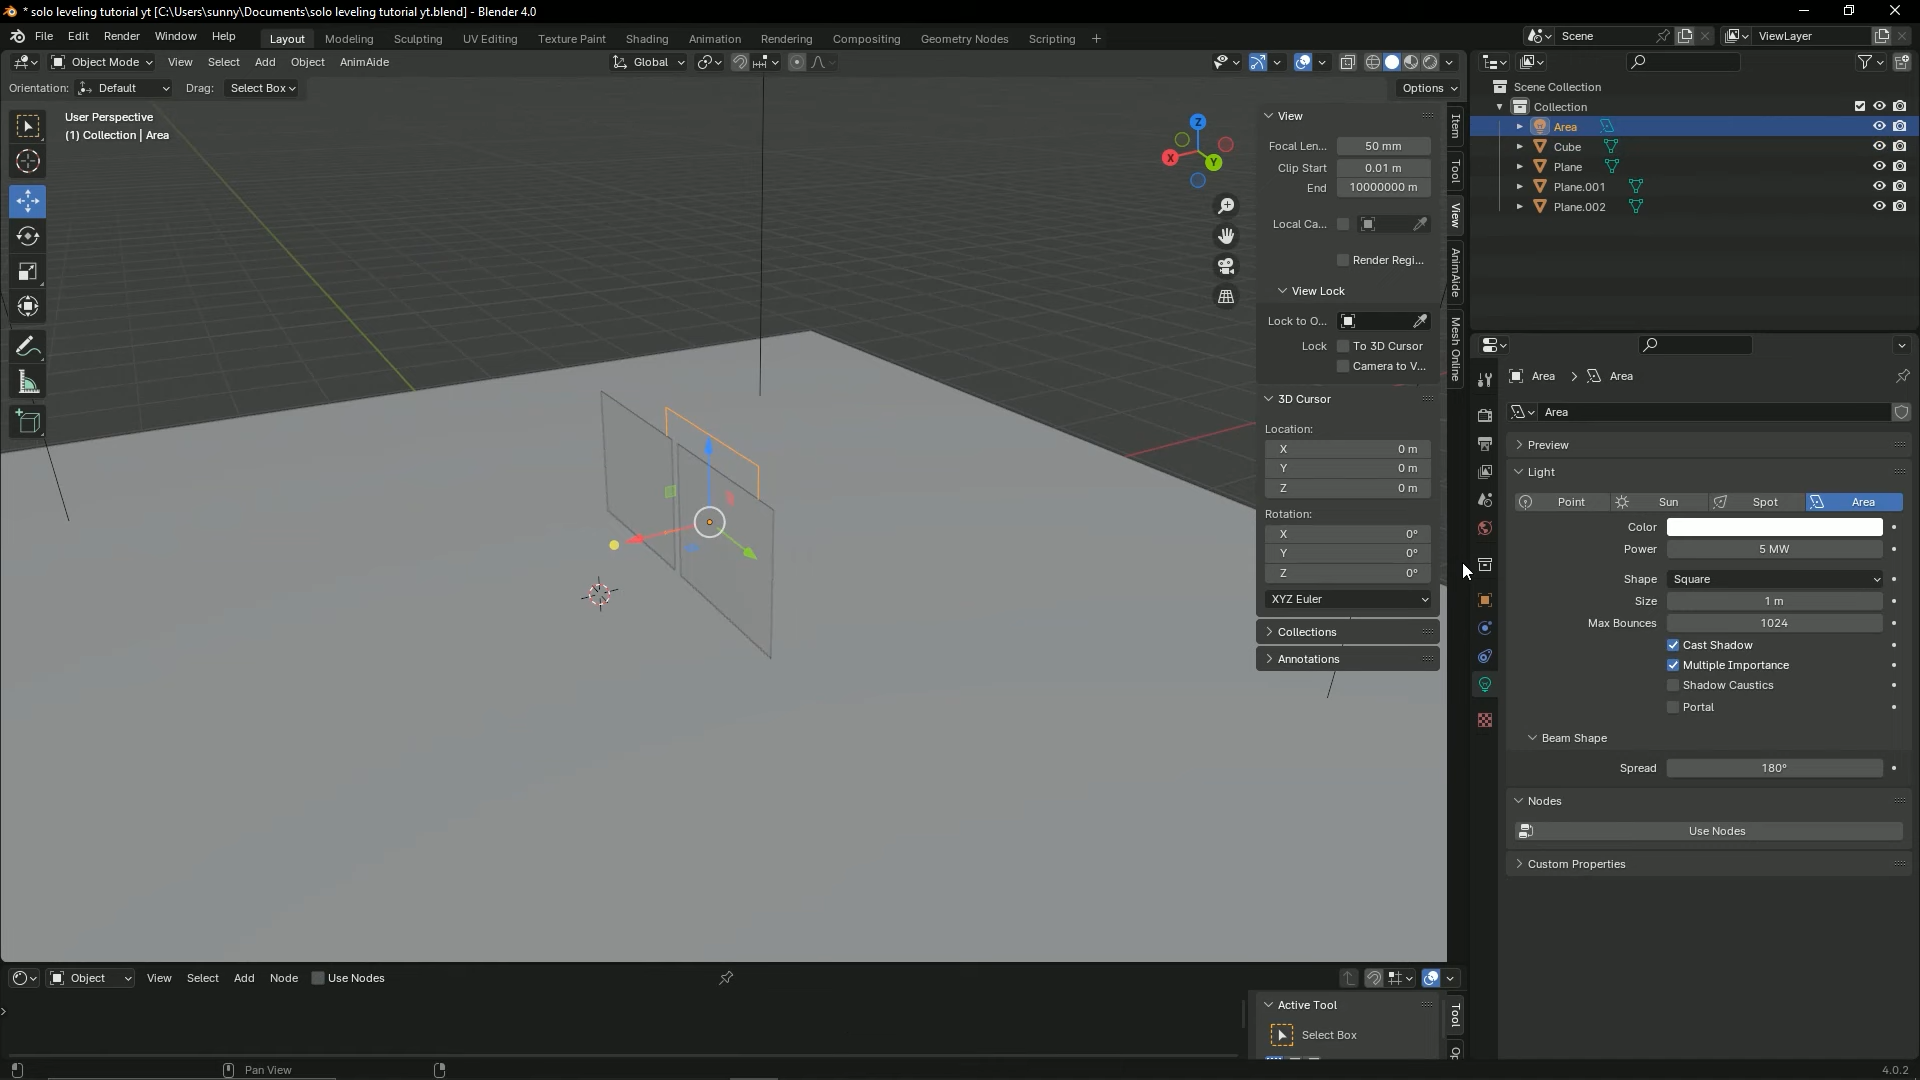 * solo leveling tutorial yt [C:\Users\sunny\Documents\solo leveling tutorial yt.blend] - Blender 4.0
File Edit Render Window Help Layout Modeling Sculpting UV Editing Texture Paint Shading Animation Rendering Compositing Geometry Nodes Scripting + Scene ViewLayer
Object Mode View Select Add Object AnimAide Global
Orientation: Default Drag: Select Box Options
User Perspective
(1) Collection | Area
Z
X
Y
View
Focal Len... 50 mm
Clip Start 0.01 m
End 10000000 m
Local Ca...
Render Regi...
View Lock
Lock to O...
Lock To 3D Cursor
Camera to V...
3D Cursor
Location:
X 0 m
Y 0 m
Z 0 m
Rotation:
X 0°
Y 0°
Z 0°
XYZ Euler
Collections
Annotations
Item
Tool
View
AnimAide
Mesh Online
Scene Collection
Collection
Area
Cube
Plane
Plane.001
Plane.002
Area > Area
Area
Preview
Light
Point Sun Spot Area
Color
Power 5 MW
Shape Square
Size 1 m
Max Bounces 1024
Cast Shadow
Multiple Importance
Shadow Caustics
Portal
Beam Shape
Spread 180°
Nodes
Use Nodes
Custom Properties
Object View Select Add Node Use Nodes
Active Tool
Select Box
Tool
Pan View
4.0.2